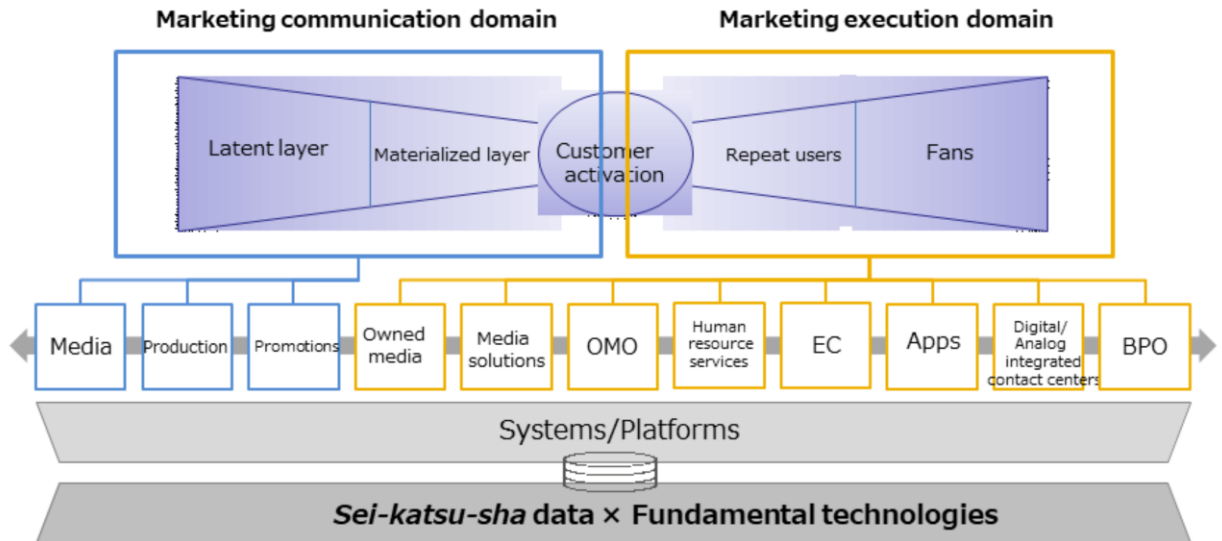 Marketing communication domain
Marketing execution domain
Latent layer
Materialized layer
Customer
activation
Repeat users
Fans
Media
Production
Promotions
Owned
media
Media
solutions
OMO
Human
resource
services
EC
Apps
Digital/
Analog
integrated
contact centers
BPO
Systems/Platforms
Sei-katsu-sha data × Fundamental technologies